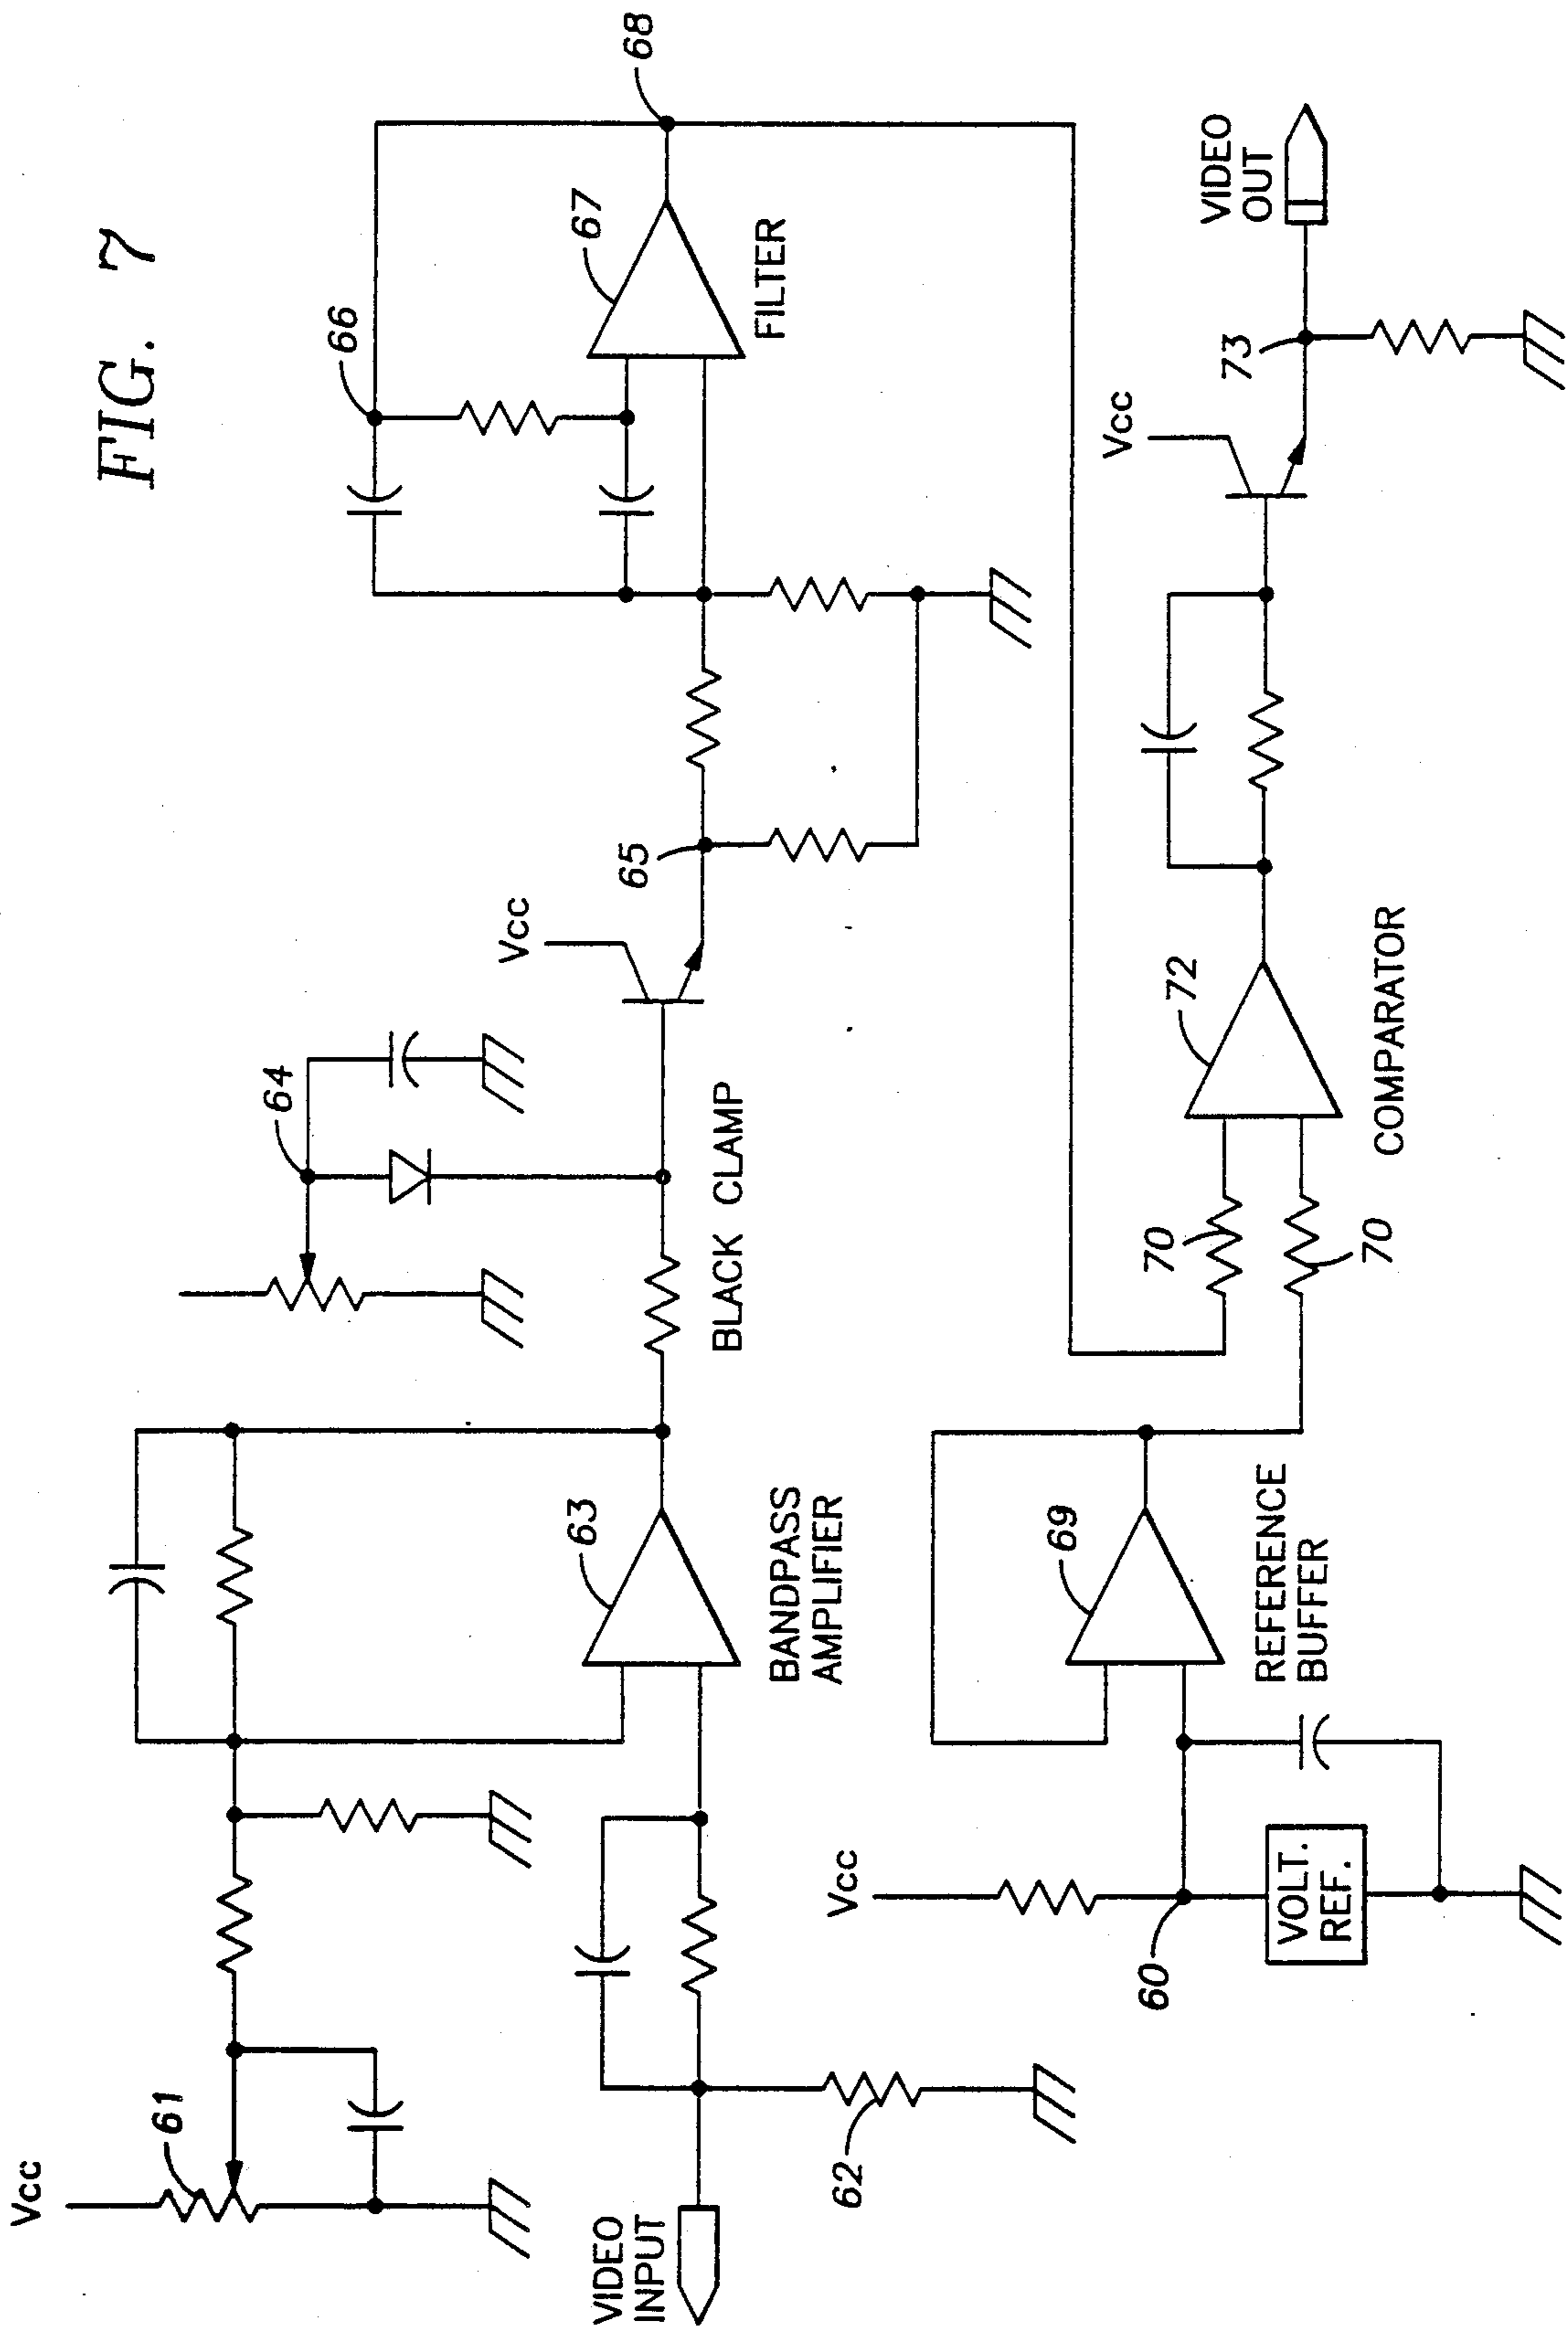 FIG. 7
Vcc
61
VIDEO
INPUT
62
63
BANDPASS
AMPLIFIER
64
BLACK CLAMP
Vcc
65
66
67
FILTER
68
Vcc
60
VOLT.
REF.
69
REFERENCE
BUFFER
70
70
72
COMPARATOR
Vcc
73
VIDEO
OUT